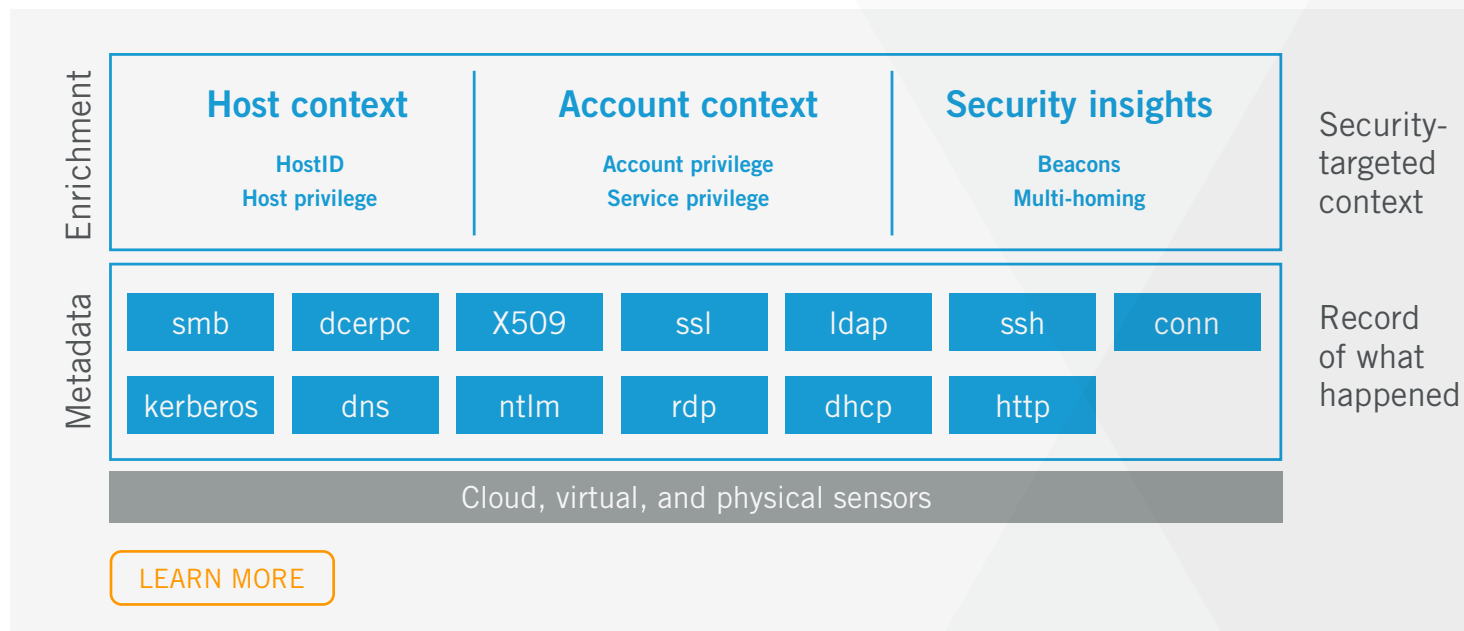 Enrichment
Host context
HostID
Host privilege
Account context
Account privilege
Service privilege
Security insights
Beacons
Multi-homing
Security-
targeted
context
Metadata
smb
dcerpc
X509
ssl
ldap
ssh
conn
kerberos
dns
ntlm
rdp
dhcp
http
Record
of what
happened
Cloud, virtual, and physical sensors
LEARN MORE